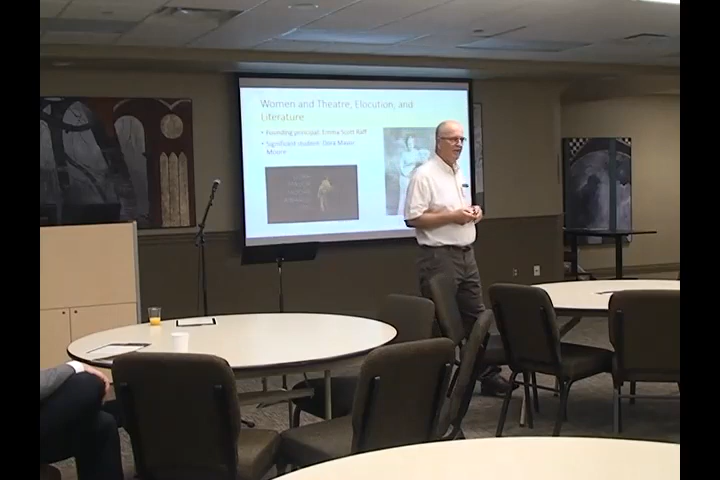 Women and Theatre, Elocution, and
Literature
• Founding principal: Emma Scott Raff
• Significant student: Dora Mavor
Moore